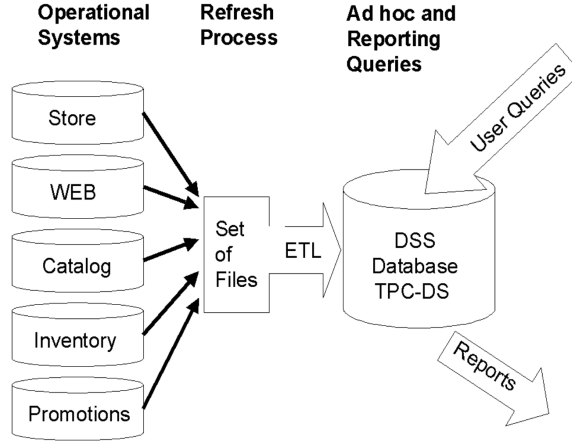 Operational
Systems
Refresh
Process
Ad hoc and
Reporting
Queries
Store
WEB
Catalog
Inventory
Promotions
Set
of
Files
ETL
DSS
Database
TPC-DS
User Queries
Reports